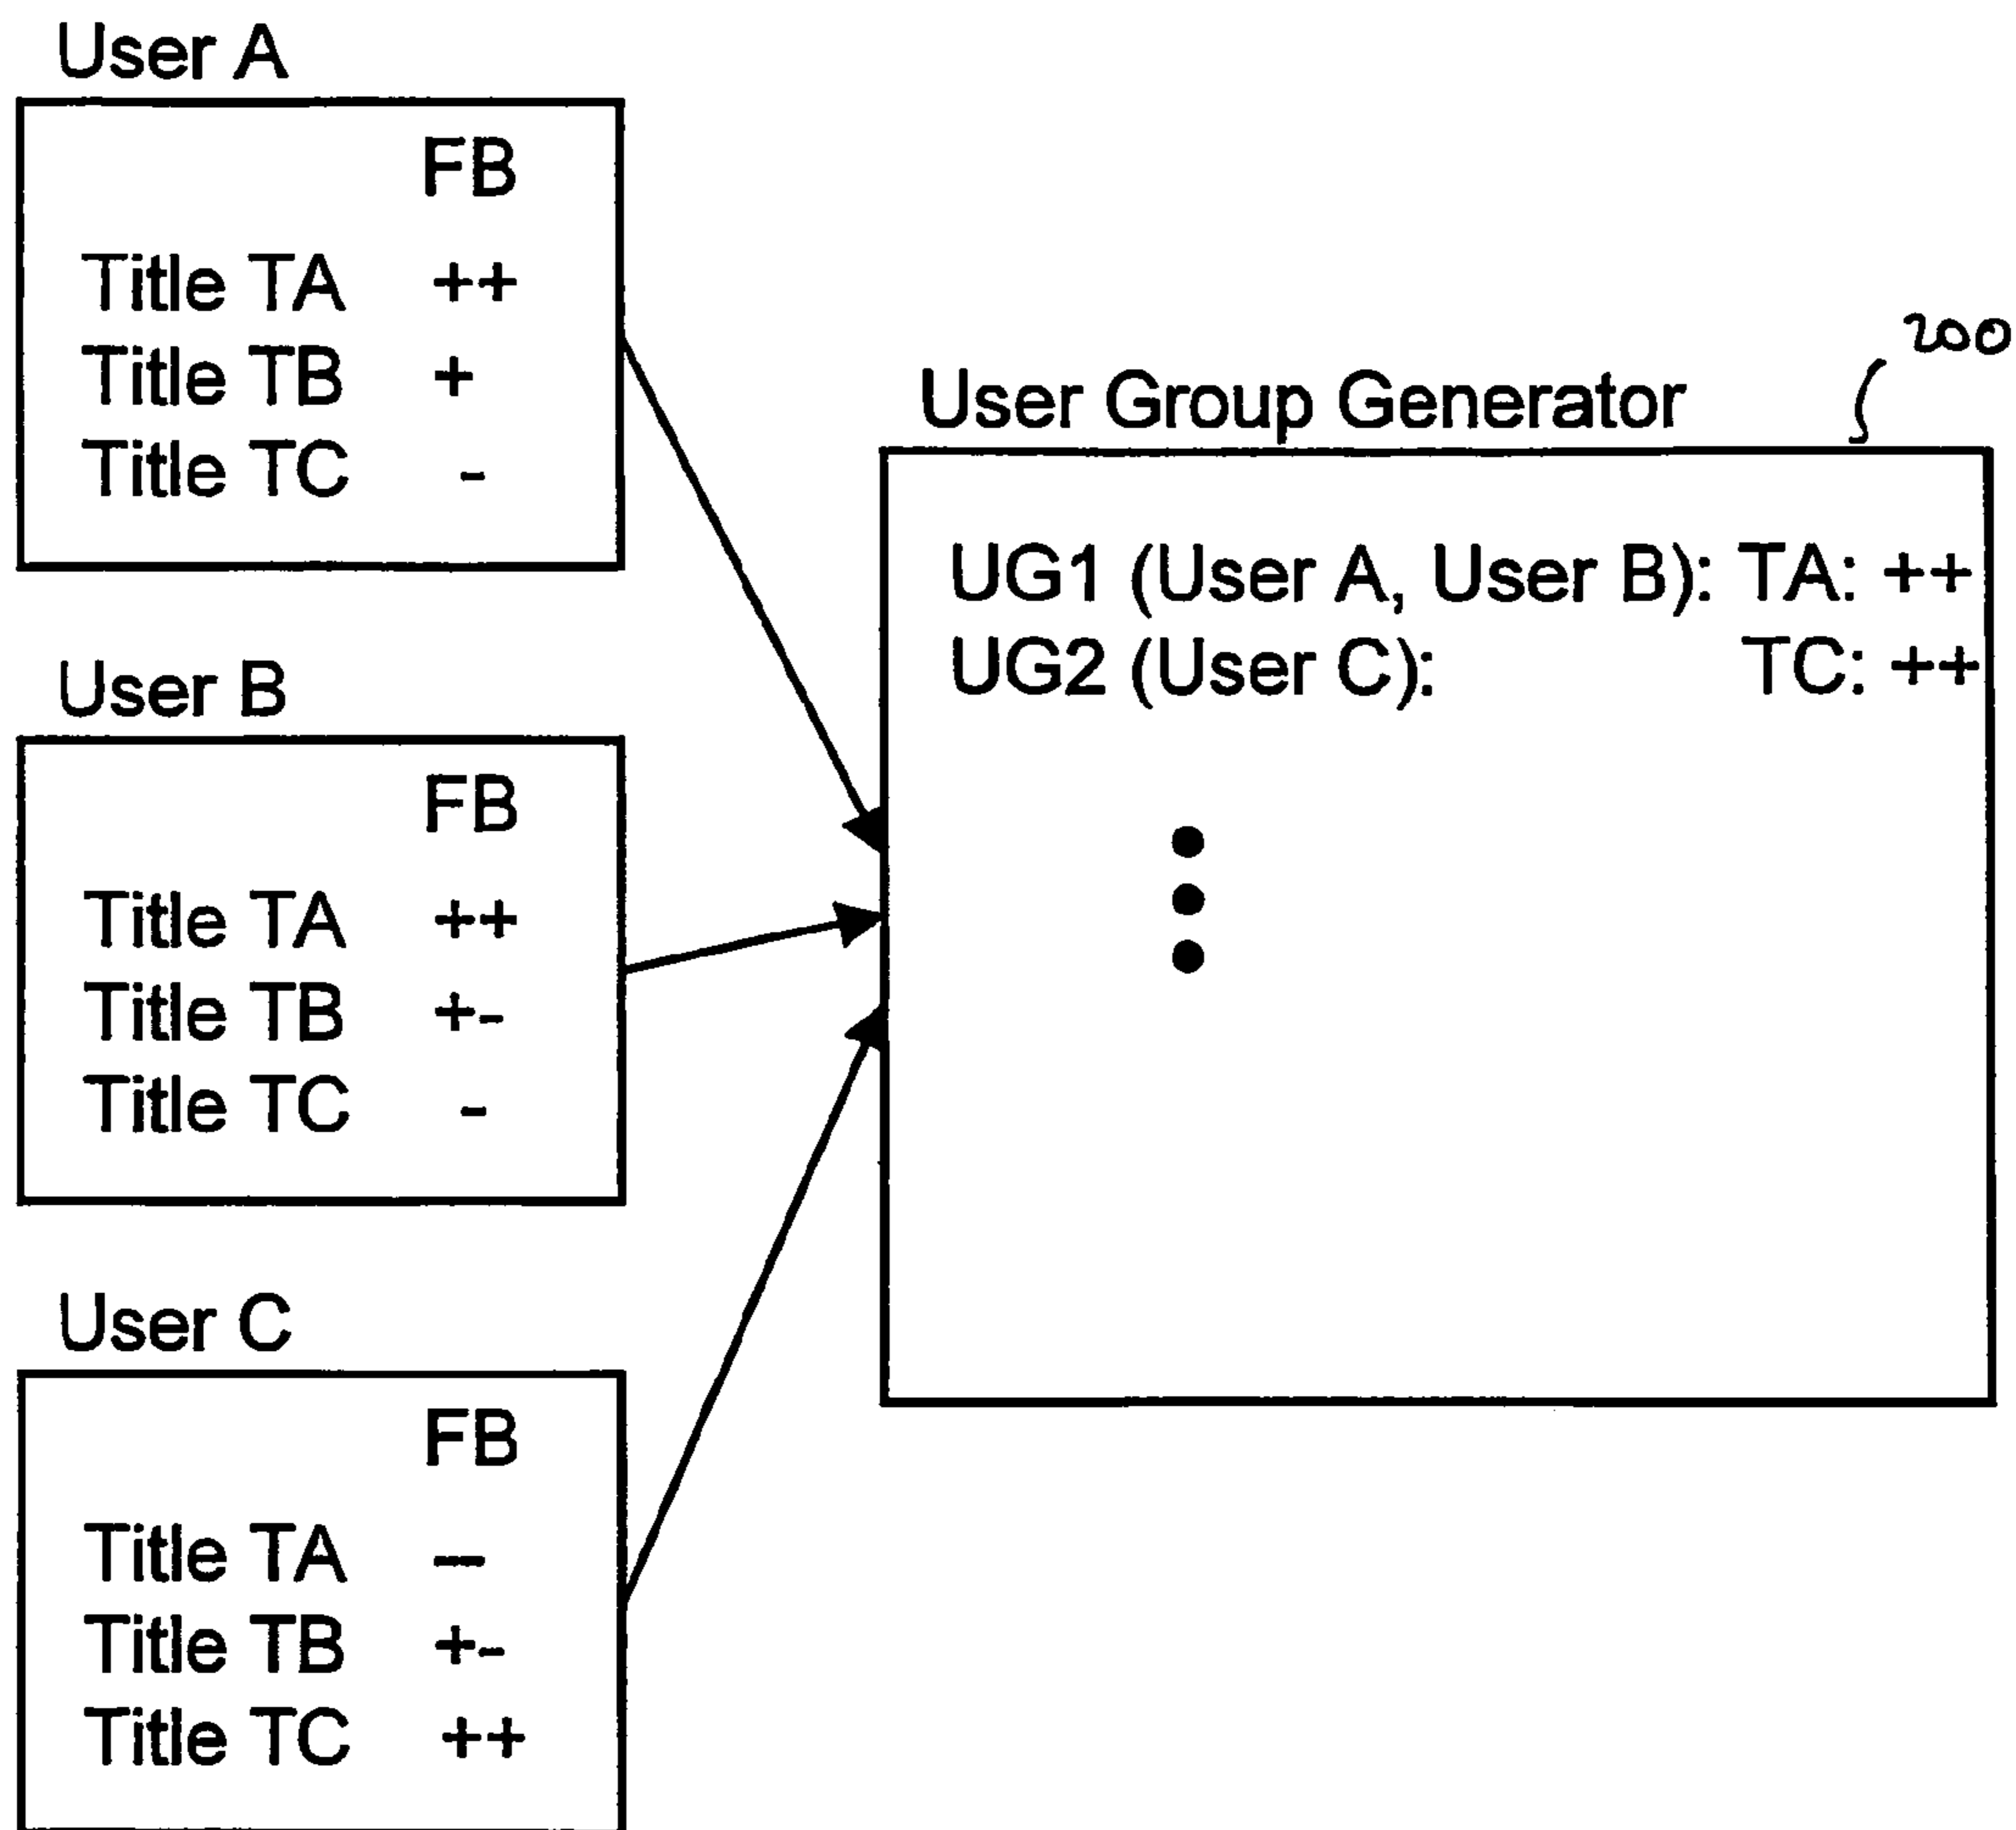 User A
FB
Title TA ++
Title TB +
Title TC -
User B
FB
Title TA ++
Title TB +-
Title TC -
User C
FB
Title TA --
Title TB +-
Title TC ++
200
User Group Generator
UG1 (User A, User B): TA: ++
UG2 (User C): TC: ++